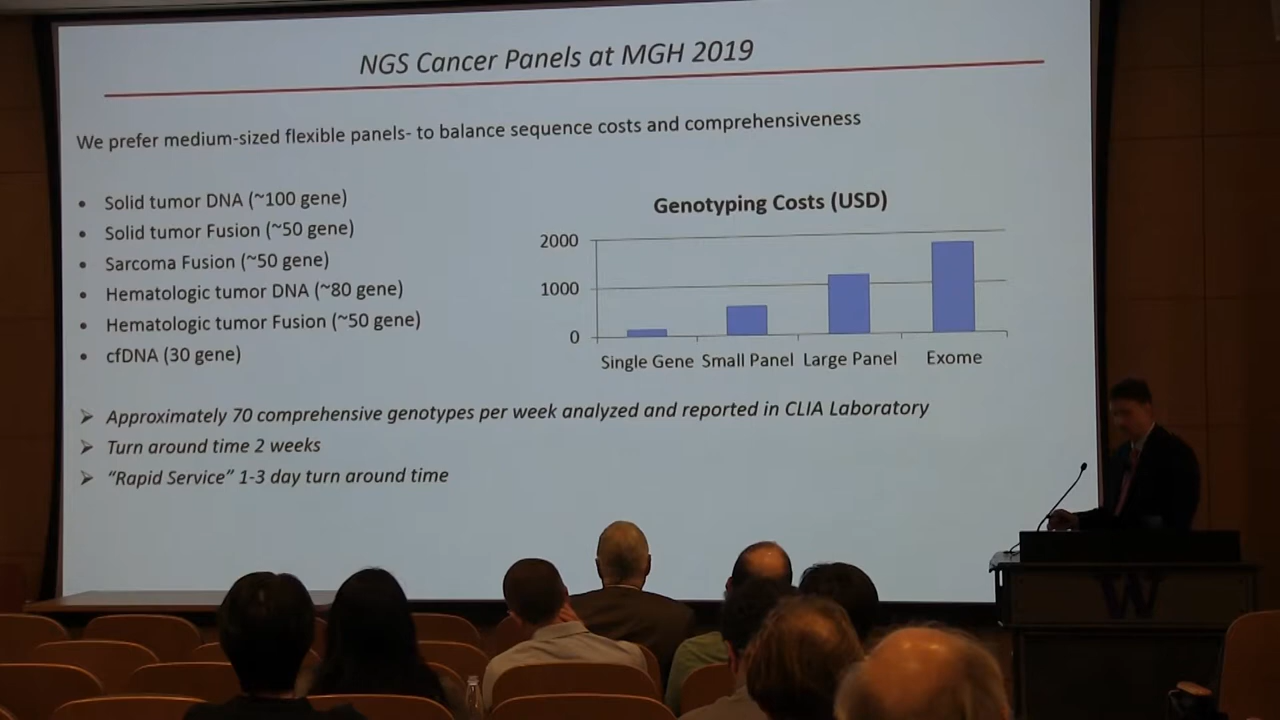 NGS Cancer Panels at MGH 2019
We prefer medium-sized flexible panels- to balance sequence costs and comprehensiveness
• Solid tumor DNA (~100 gene)
• Solid tumor Fusion (~50 gene)
• Sarcoma Fusion (~50 gene)
• Hematologic tumor DNA (~80 gene)
• Hematologic tumor Fusion (~50 gene)
• cfDNA (30 gene)
Genotyping Costs (USD)
2000
1000
0
Single Gene Small Panel Large Panel Exome
➢ Approximately 70 comprehensive genotypes per week analyzed and reported in CLIA Laboratory
➢ Turn around time 2 weeks
➢ “Rapid Service” 1-3 day turn around time
W